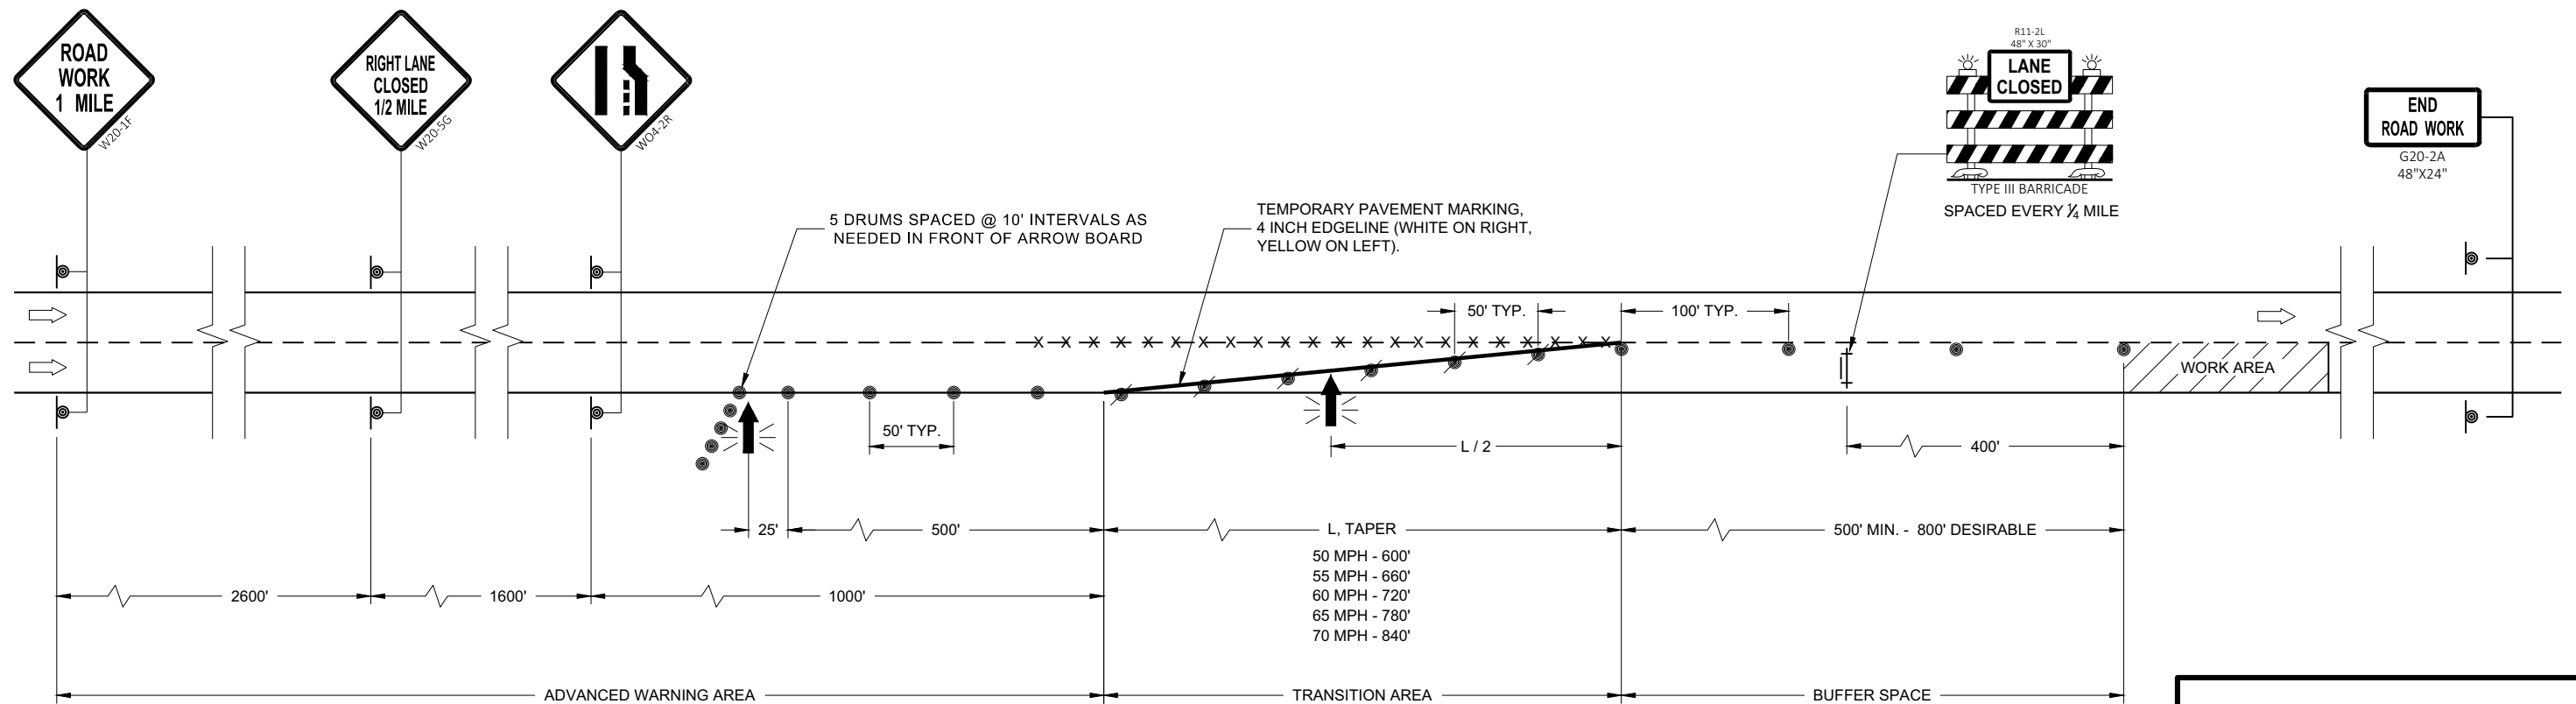 ROAD
WORK
1 MILE
W20-1F
RIGHT LANE
CLOSED
1/2 MILE
W20-5G
WO4-2R
R11-2L
48" X 30"
LANE
CLOSED
TYPE III BARRICADE
SPACED EVERY ¼ MILE
END
ROAD WORK
G20-2A
48"X24"
5 DRUMS SPACED @ 10' INTERVALS AS
NEEDED IN FRONT OF ARROW BOARD
TEMPORARY PAVEMENT MARKING,
4 INCH EDGELINE (WHITE ON RIGHT,
YELLOW ON LEFT).
50' TYP.
100' TYP.
X X X X X X X X X X X X X X X X X X X X X X
WORK AREA
50' TYP.
L / 2
400'
25'
500'
L, TAPER
500' MIN. - 800' DESIRABLE
50 MPH - 600'
55 MPH - 660'
60 MPH - 720'
65 MPH - 780'
70 MPH - 840'
2600'
1600'
1000'
ADVANCED WARNING AREA
TRANSITION AREA
BUFFER SPACE